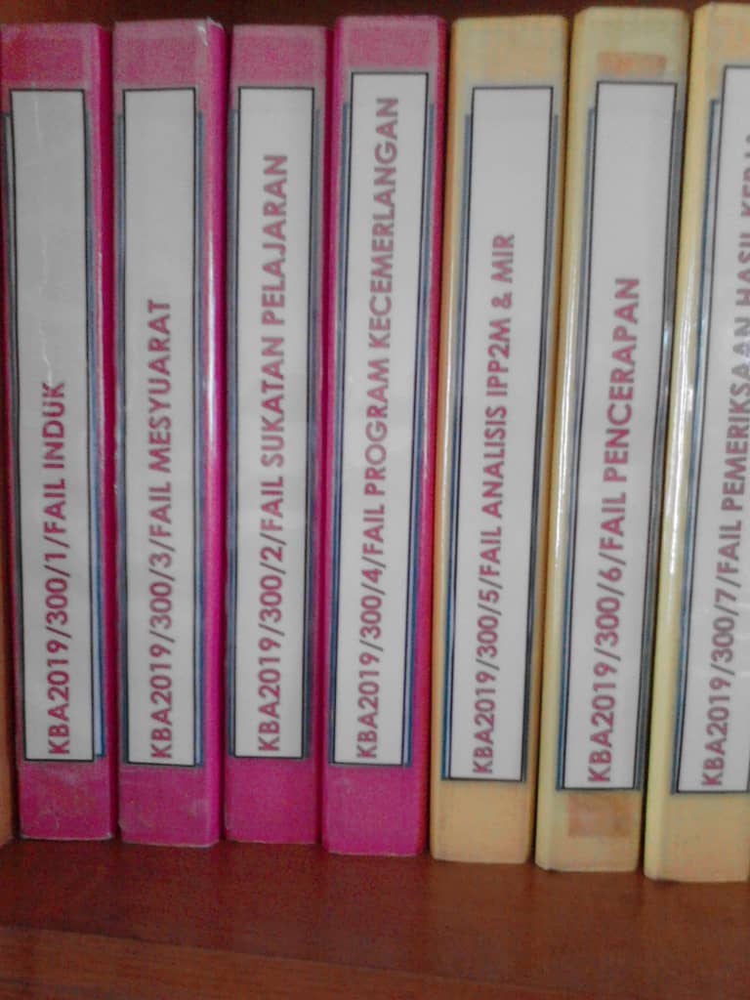 KBA2019/300/1/FAIL INDUK
KBA2019/300/3/FAIL MESYUARAT
KBA2019/300/2/FAIL SUKATAN PELAJARAN
KBA2019/300/4/FAIL PROGRAM KECEMERLANGAN
KBA2019/300/5/FAIL ANALISIS IPP2M & MIR
KBA2019/300/6/FAIL PENCERAPAN
KBA2019/300/7/FAIL PEMERIKSAAN HASIL